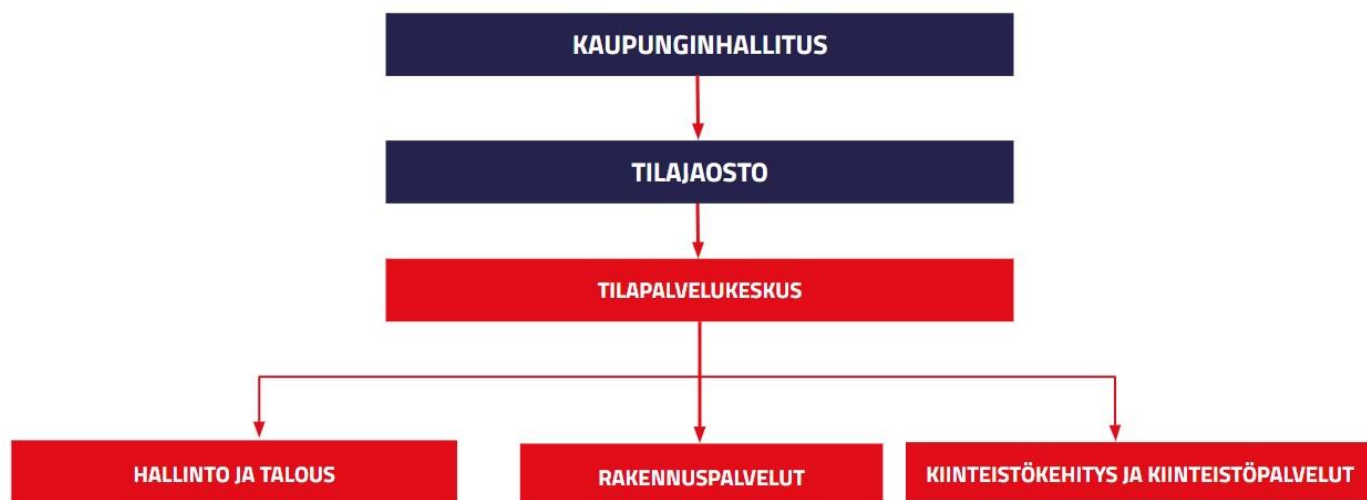 KAUPUNGINHALLITUS
TILAJAOSTO
TILAPALVELUKESKUS
HALLINTO JA TALOUS
RAKENNUSPALVELUT
KIINTEISTÖKEHITYS JA KIINTEISTÖPALVELUT